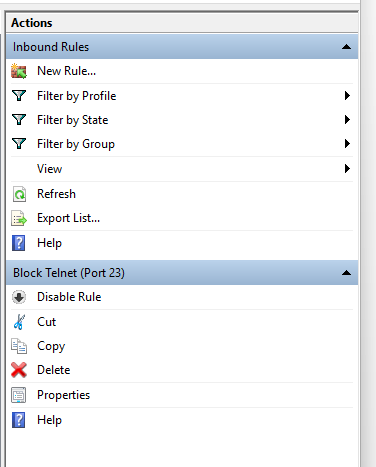 Actions
Inbound Rules
New Rule...
Filter by Profile
Filter by State
Filter by Group
View
Refresh
Export List...
Help
Block Telnet (Port 23)
Disable Rule
Cut
Copy
Delete
Properties
Help